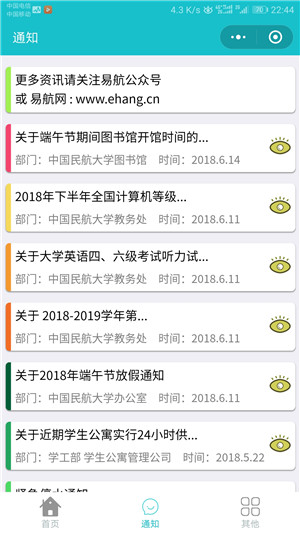 中国电信
中国移动
4.3 K/s
22:44
通知
更多资讯请关注易航公众号
或 易航网 : www.ehang.cn
关于端午节期间图书馆开馆时间的...
部门：中国民航大学图书馆 时间：2018.6.14
2018年下半年全国计算机等级...
部门：中国民航大学教务处 时间：2018.6.11
关于大学英语四、六级考试听力试...
部门：中国民航大学教务处 时间：2018.6.11
关于 2018-2019学年第...
部门：中国民航大学教务处 时间：2018.6.11
关于2018年端午节放假通知
部门：中国民航大学办公室 时间：2018.6.11
关于近期学生公寓实行24小时供...
部门：学工部 学生公寓管理公司 时间：2018.5.22
紧急停水通知
首页
通知
其他